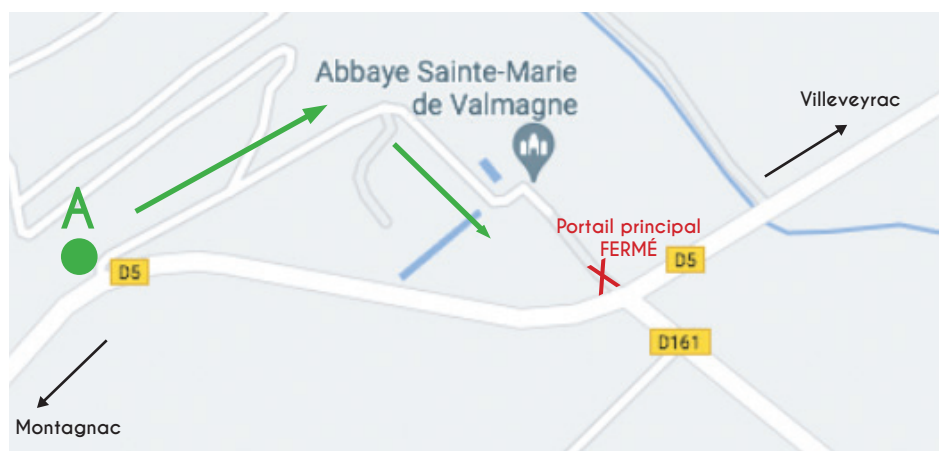 Abbaye Sainte-Marie
de Valmagne
Villeveyrac
A
Portail principal
FERMÉ
D5
D5
D161
Montagnac